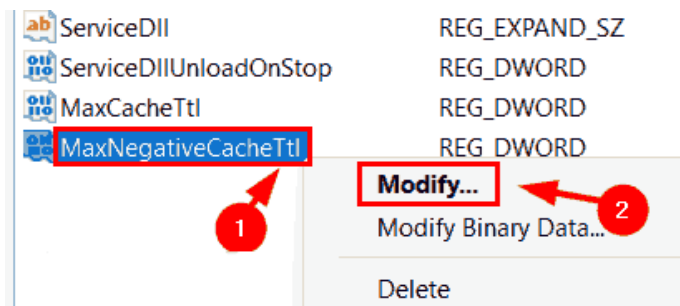 ServiceDll REG_EXPAND_SZ
ServiceDllUnloadOnStop REG_DWORD
MaxCacheTtl REG_DWORD
MaxNegativeCacheTtl REG_DWORD
1
Modify...
2
Modify Binary Data...
Delete